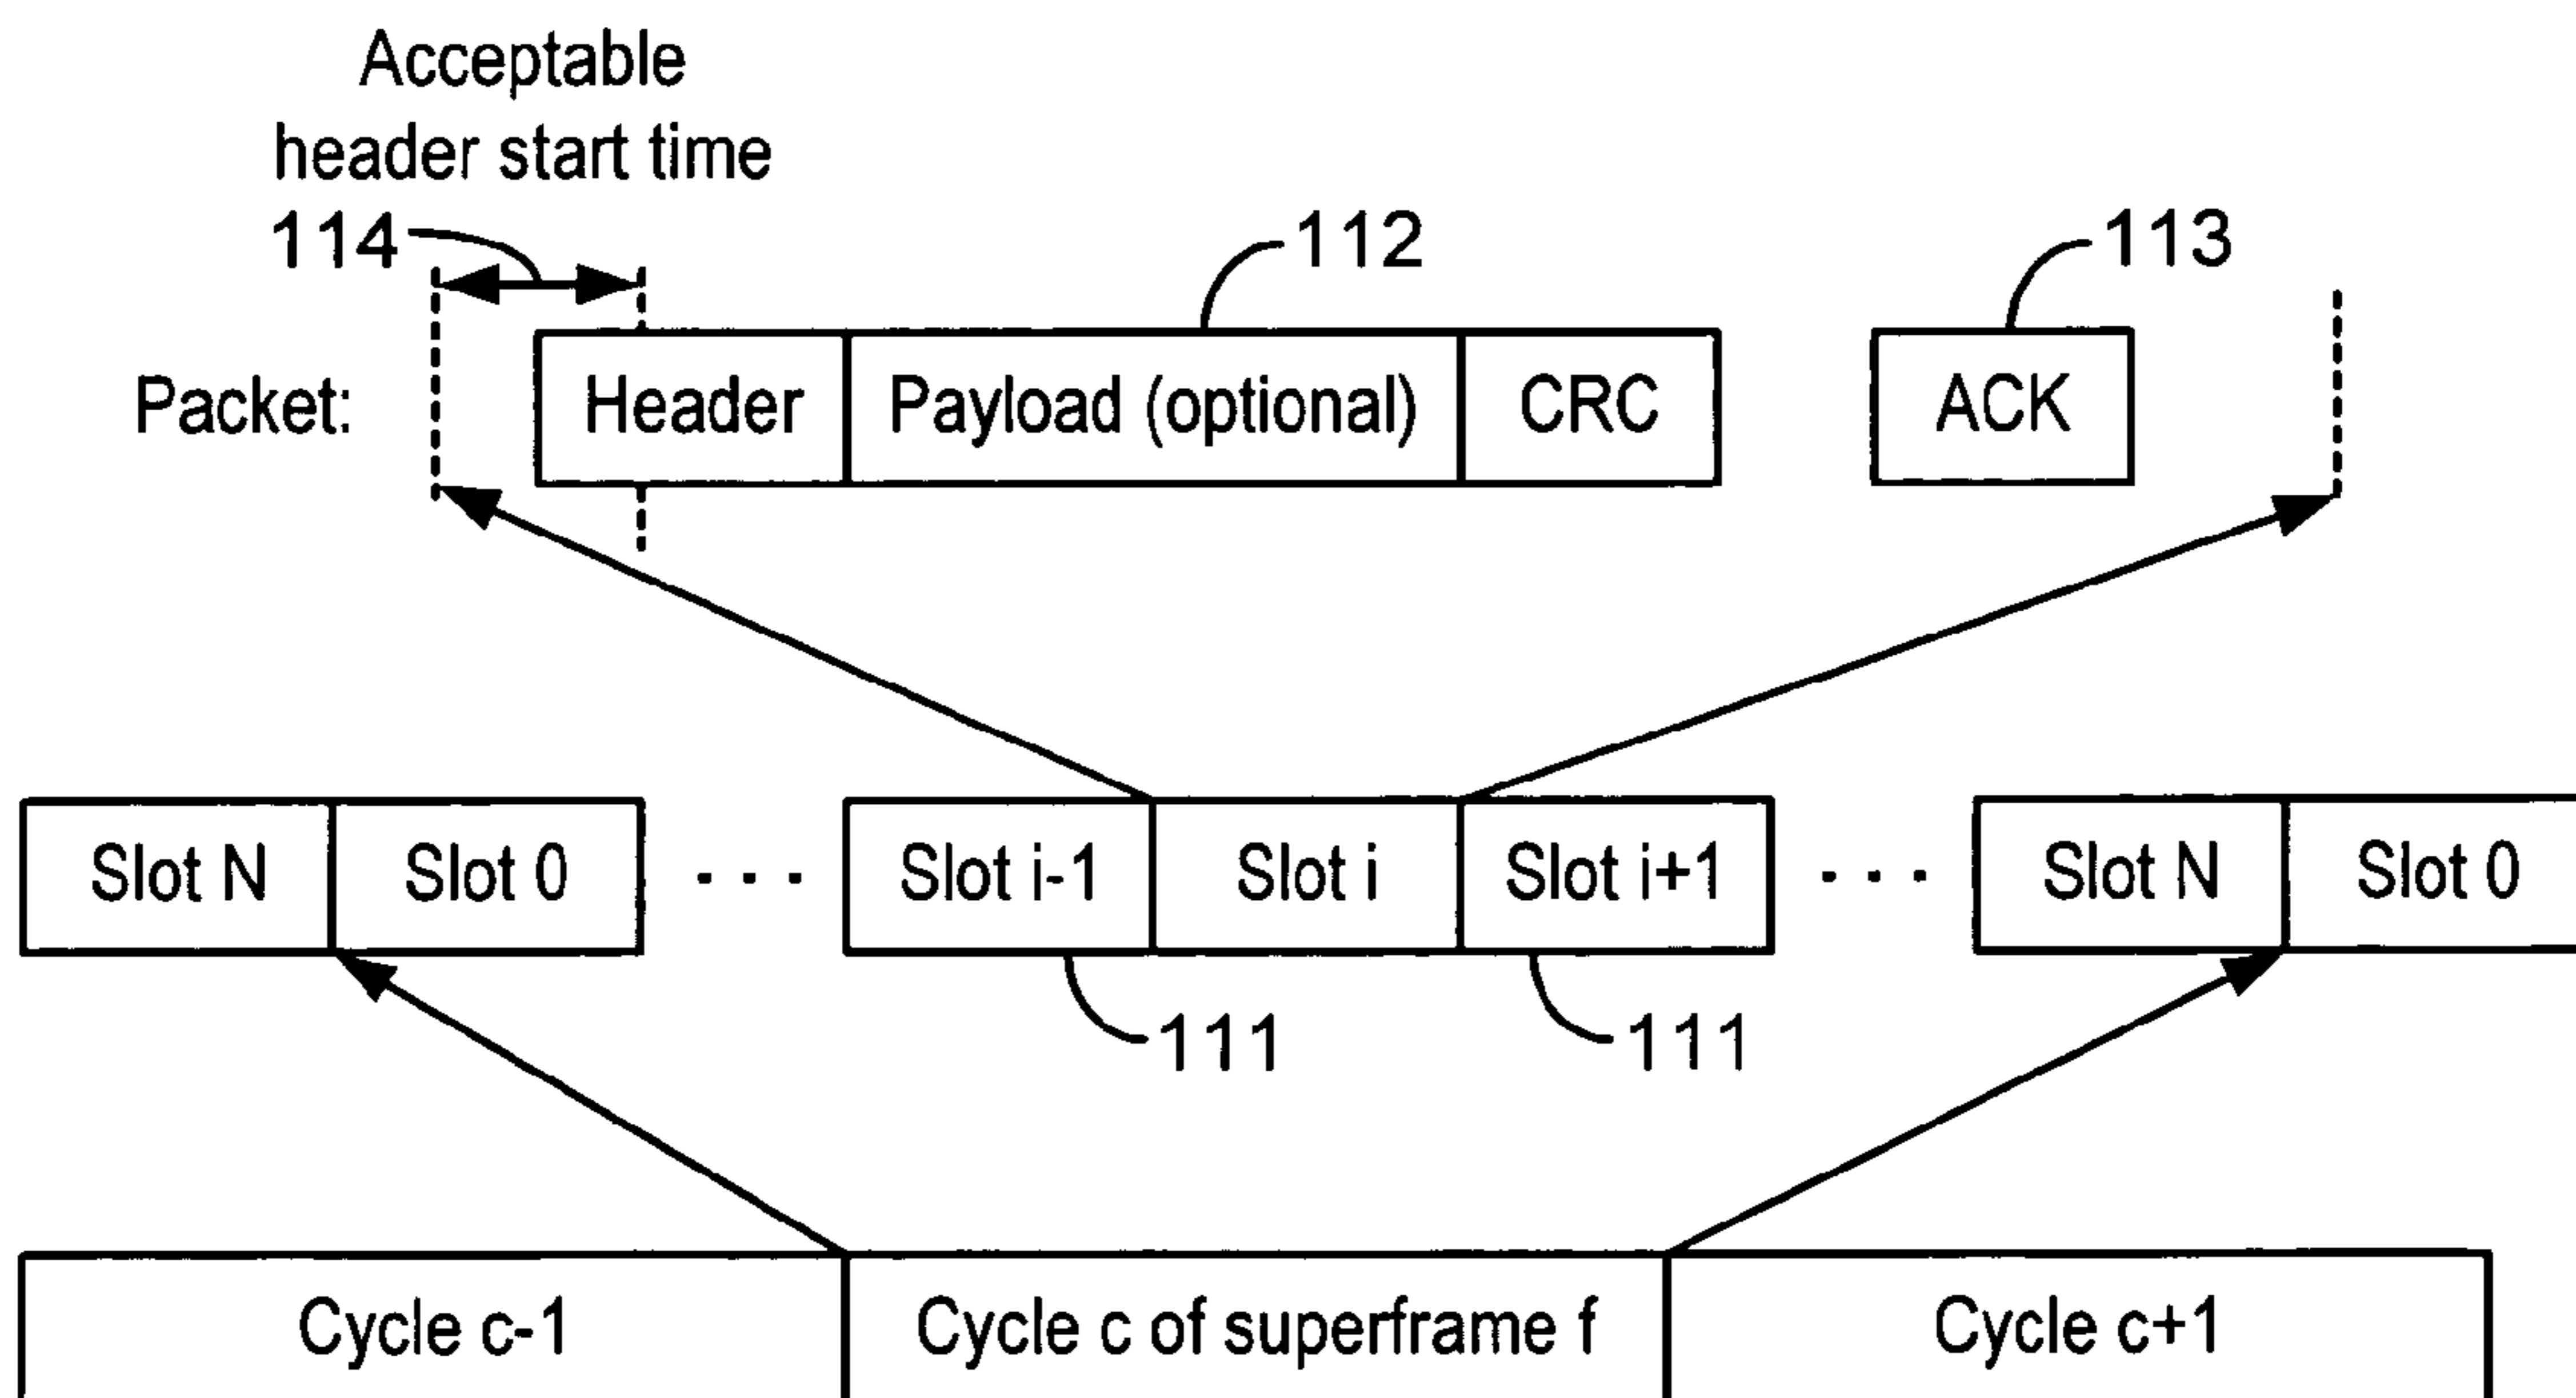 Acceptable
header start time
114
112
113
Packet:
Header
Payload (optional)
CRC
ACK
Slot N
Slot 0
. . .
Slot i-1
Slot i
Slot i+1
. . .
Slot N
Slot 0
111
111
Cycle c-1
Cycle c of superframe f
Cycle c+1